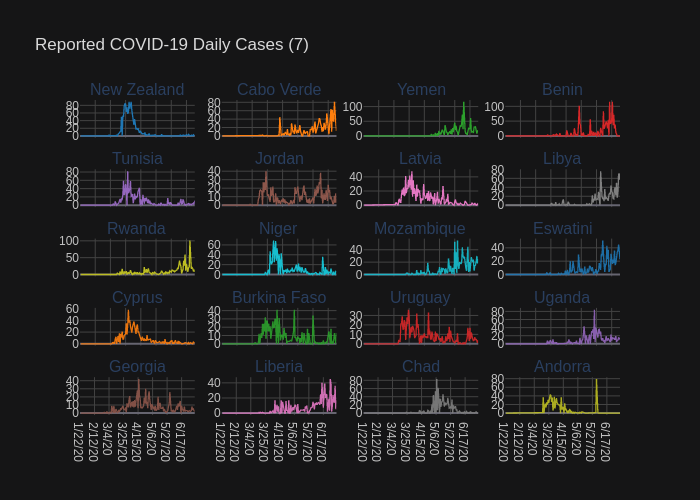 Reported COVID-19 Daily Cases (7)
New Zealand Cabo Verde Yemen Benin
80 60 40 20 0 80 60 40 20 0 100 50 0 100 50 0
Tunisia Jordan Latvia Libya
80 60 40 20 0 40 30 20 10 0 40 20 0 80 60 40 20 0
Rwanda Niger Mozambique Eswatini
100 50 0 60 40 20 0 40 20 0 40 20 0
Cyprus Burkina Faso Uruguay Uganda
60 40 20 0 40 30 20 10 0 30 20 10 0 80 60 40 20 0
Georgia Liberia Chad Andorra
40 30 20 10 0 40 20 0 80 60 40 20 0 80 60 40 20 0
1/22/20 2/12/20 3/4/20 3/25/20 4/15/20 5/6/20 5/27/20 6/17/20 1/22/20 2/12/20 3/4/20 3/25/20 4/15/20 5/6/20 5/27/20 6/17/20 1/22/20 2/12/20 3/4/20 3/25/20 4/15/20 5/6/20 5/27/20 6/17/20 1/22/20 2/12/20 3/4/20 3/25/20 4/15/20 5/6/20 5/27/20 6/17/20